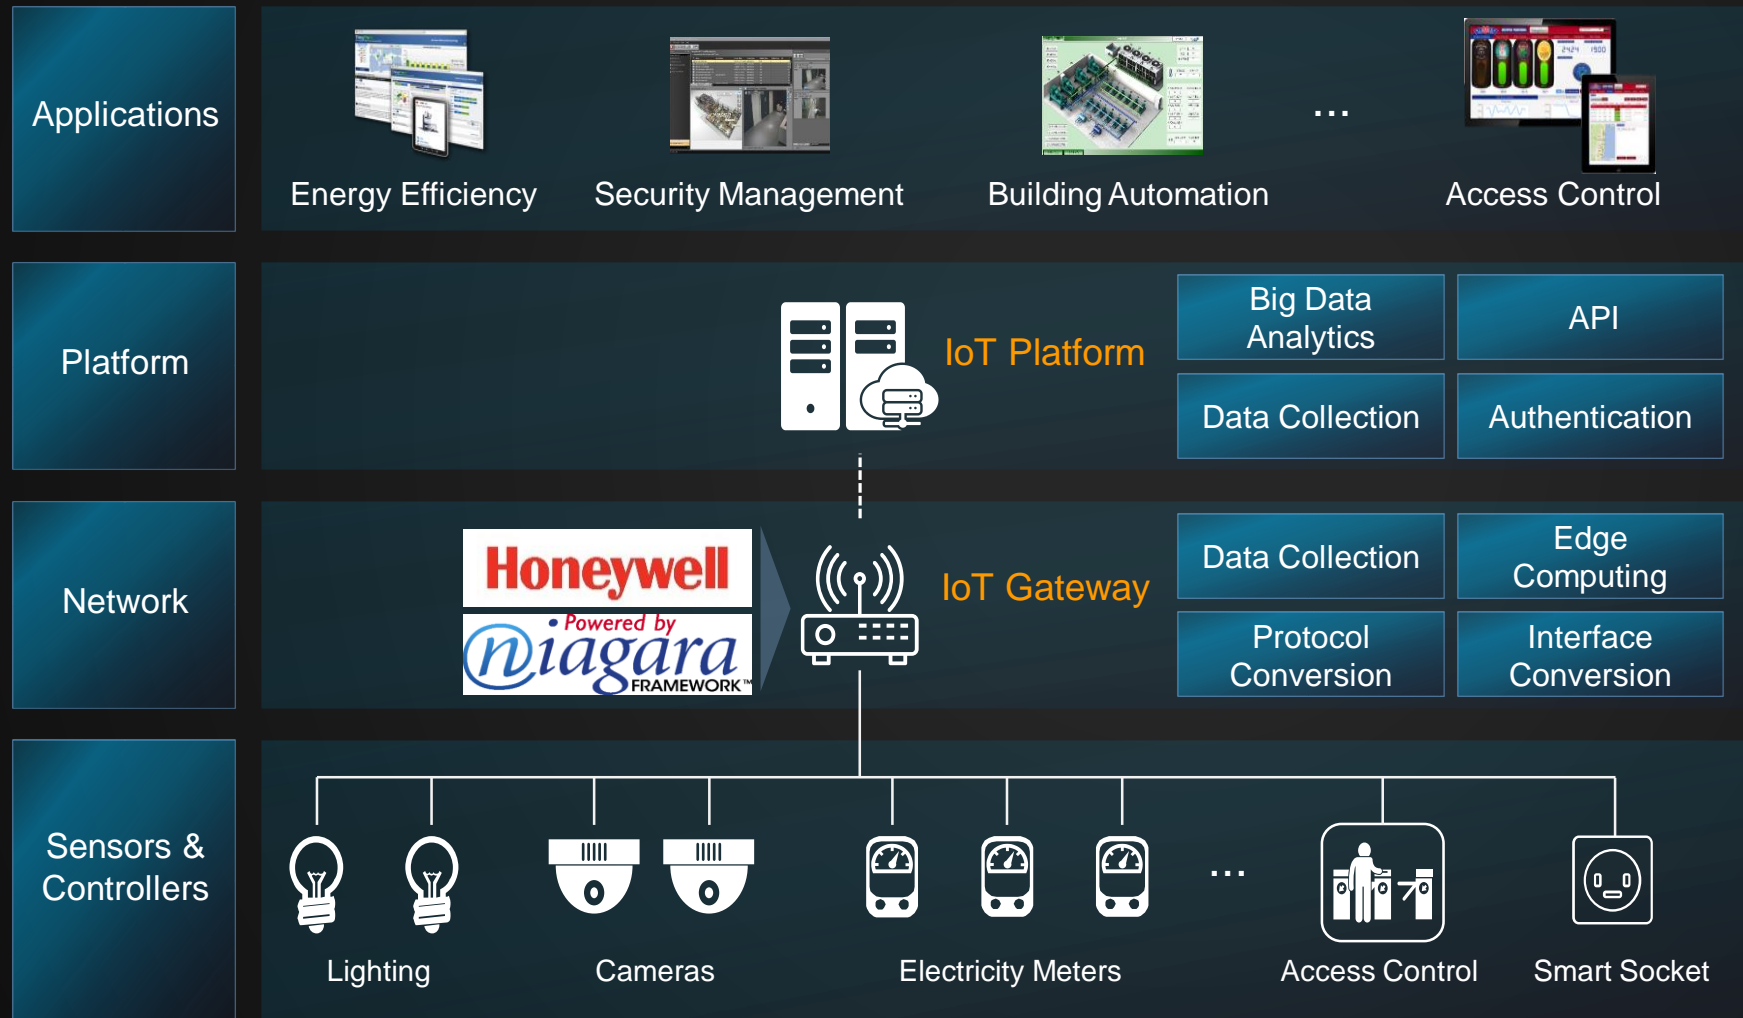 Applications
Energy Efficiency
Security Management
Building Automation
...
Access Control
Platform
IoT Platform
Big Data
Analytics
API
Data Collection
Authentication
Network
Honeywell
Powered by
niagara
FRAMEWORK™
IoT Gateway
Data Collection
Edge
Computing
Protocol
Conversion
Interface
Conversion
Sensors &
Controllers
...
Lighting
Cameras
Electricity Meters
Access Control
Smart Socket